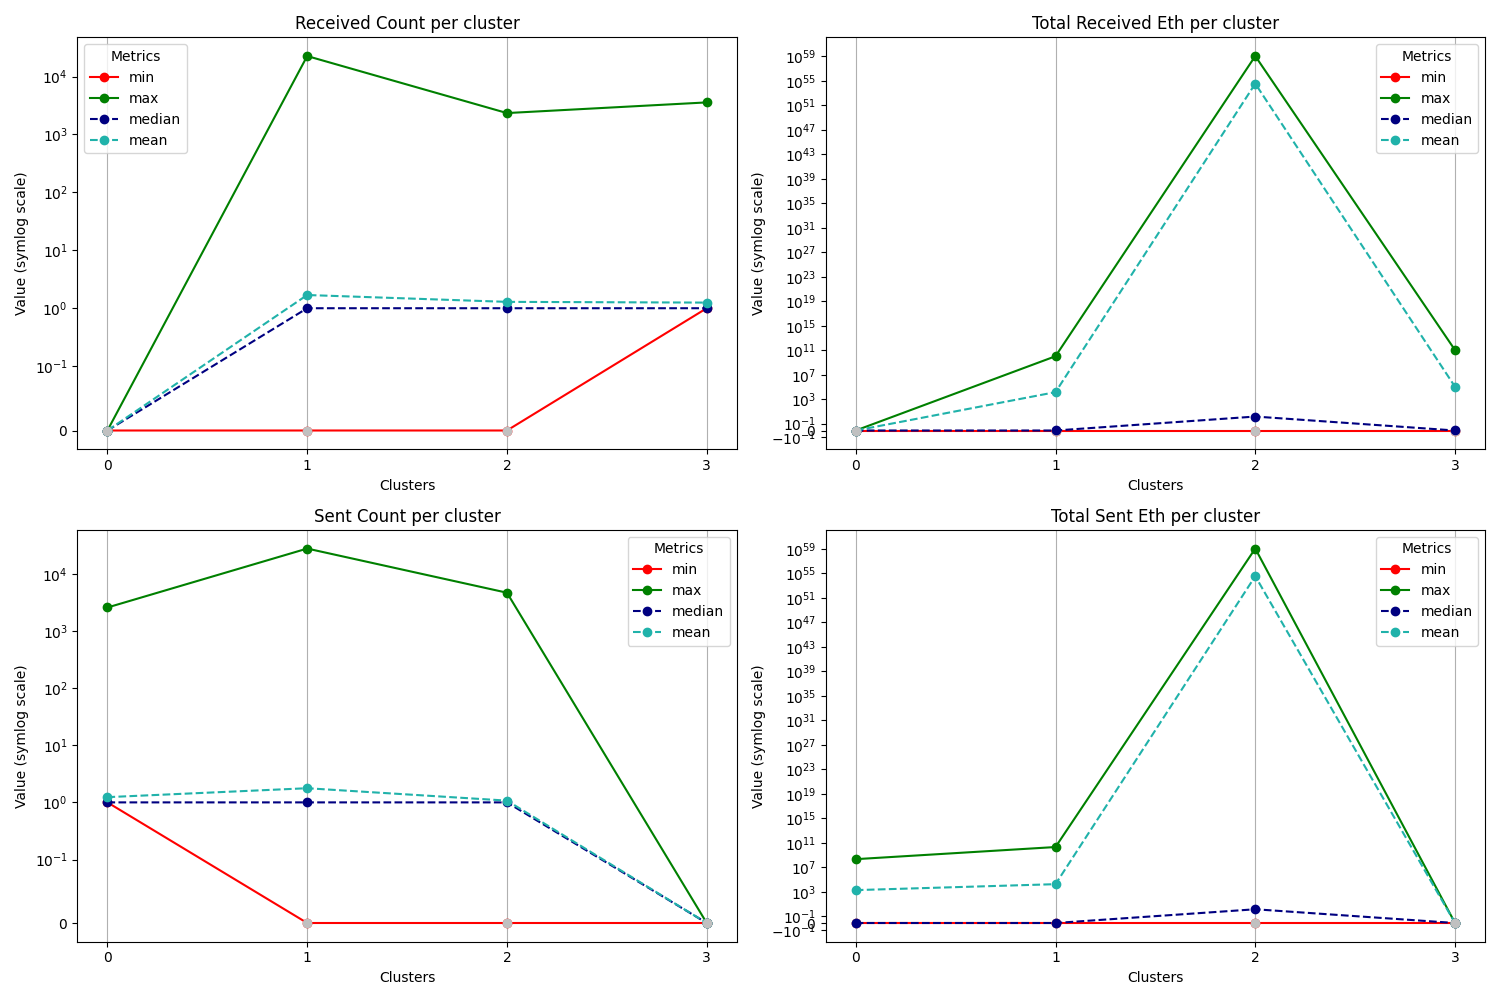 Received Count per cluster
Value (symlog scale)
10^4
10^3
10^2
10^1
10^0
10^-1
0
Metrics
min
max
median
mean
0 1 2 3
Clusters
Total Received Eth per cluster
Value (symlog scale)
10^59
10^55
10^51
10^47
10^43
10^39
10^35
10^31
10^27
10^23
10^19
10^15
10^11
10^7
10^3
10^-1
0
−10^-1
Metrics
min
max
median
mean
0 1 2 3
Clusters
Sent Count per cluster
Value (symlog scale)
10^4
10^3
10^2
10^1
10^0
10^-1
0
Metrics
min
max
median
mean
0 1 2 3
Clusters
Total Sent Eth per cluster
Value (symlog scale)
10^59
10^55
10^51
10^47
10^43
10^39
10^35
10^31
10^27
10^23
10^19
10^15
10^11
10^7
10^3
10^-1
0
−10^-1
Metrics
min
max
median
mean
0 1 2 3
Clusters